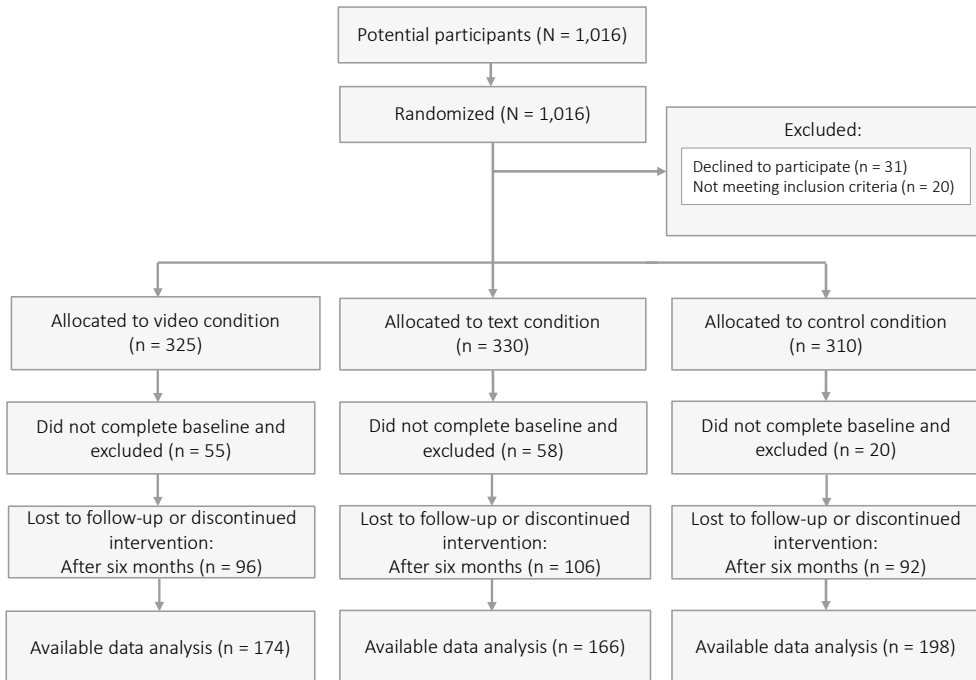 Potential participants (N = 1,016)
Randomized (N = 1,016)
Excluded:
Declined to participate (n = 31)
Not meeting inclusion criteria (n = 20)
Allocated to video condition
(n = 325)
Allocated to text condition
(n = 330)
Allocated to control condition
(n = 310)
Did not complete baseline and
excluded (n = 55)
Did not complete baseline and
excluded (n = 58)
Did not complete baseline and
excluded (n = 20)
Lost to follow-up or discontinued
intervention:
After six months (n = 96)
Lost to follow-up or discontinued
intervention:
After six months (n = 106)
Lost to follow-up or discontinued
intervention:
After six months (n = 92)
Available data analysis (n = 174)
Available data analysis (n = 166)
Available data analysis (n = 198)